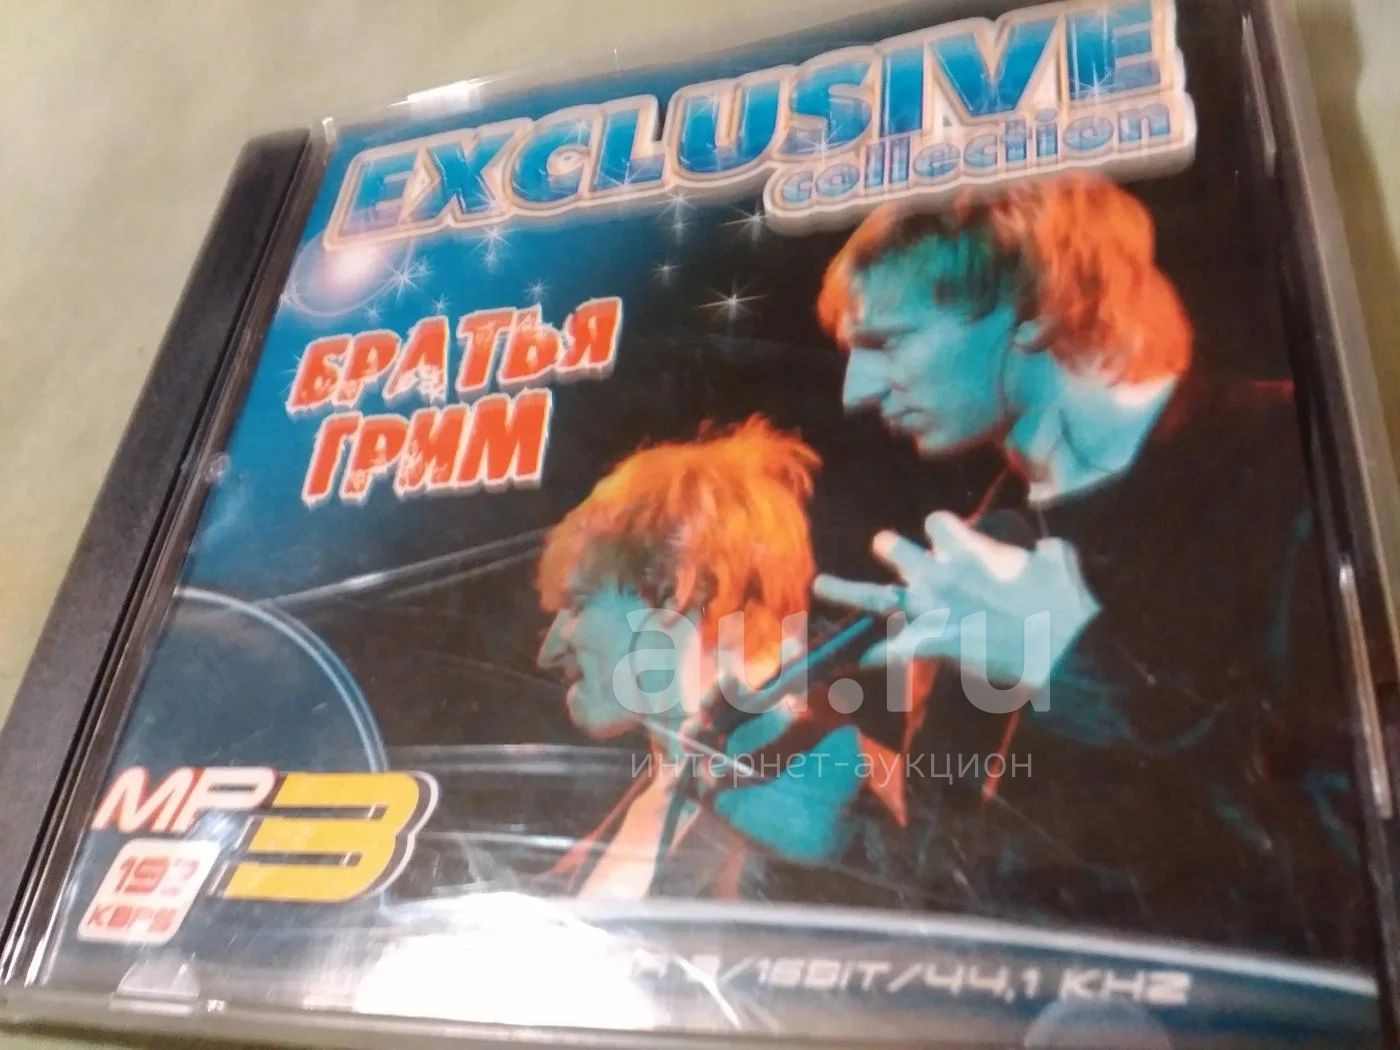 EXCLUSIVE
collection
БРАТЬЯ
ГРИМ
au.ru
интернет-аукцион
MP3
192
KBPS
/16BIT/44,1 KHZ